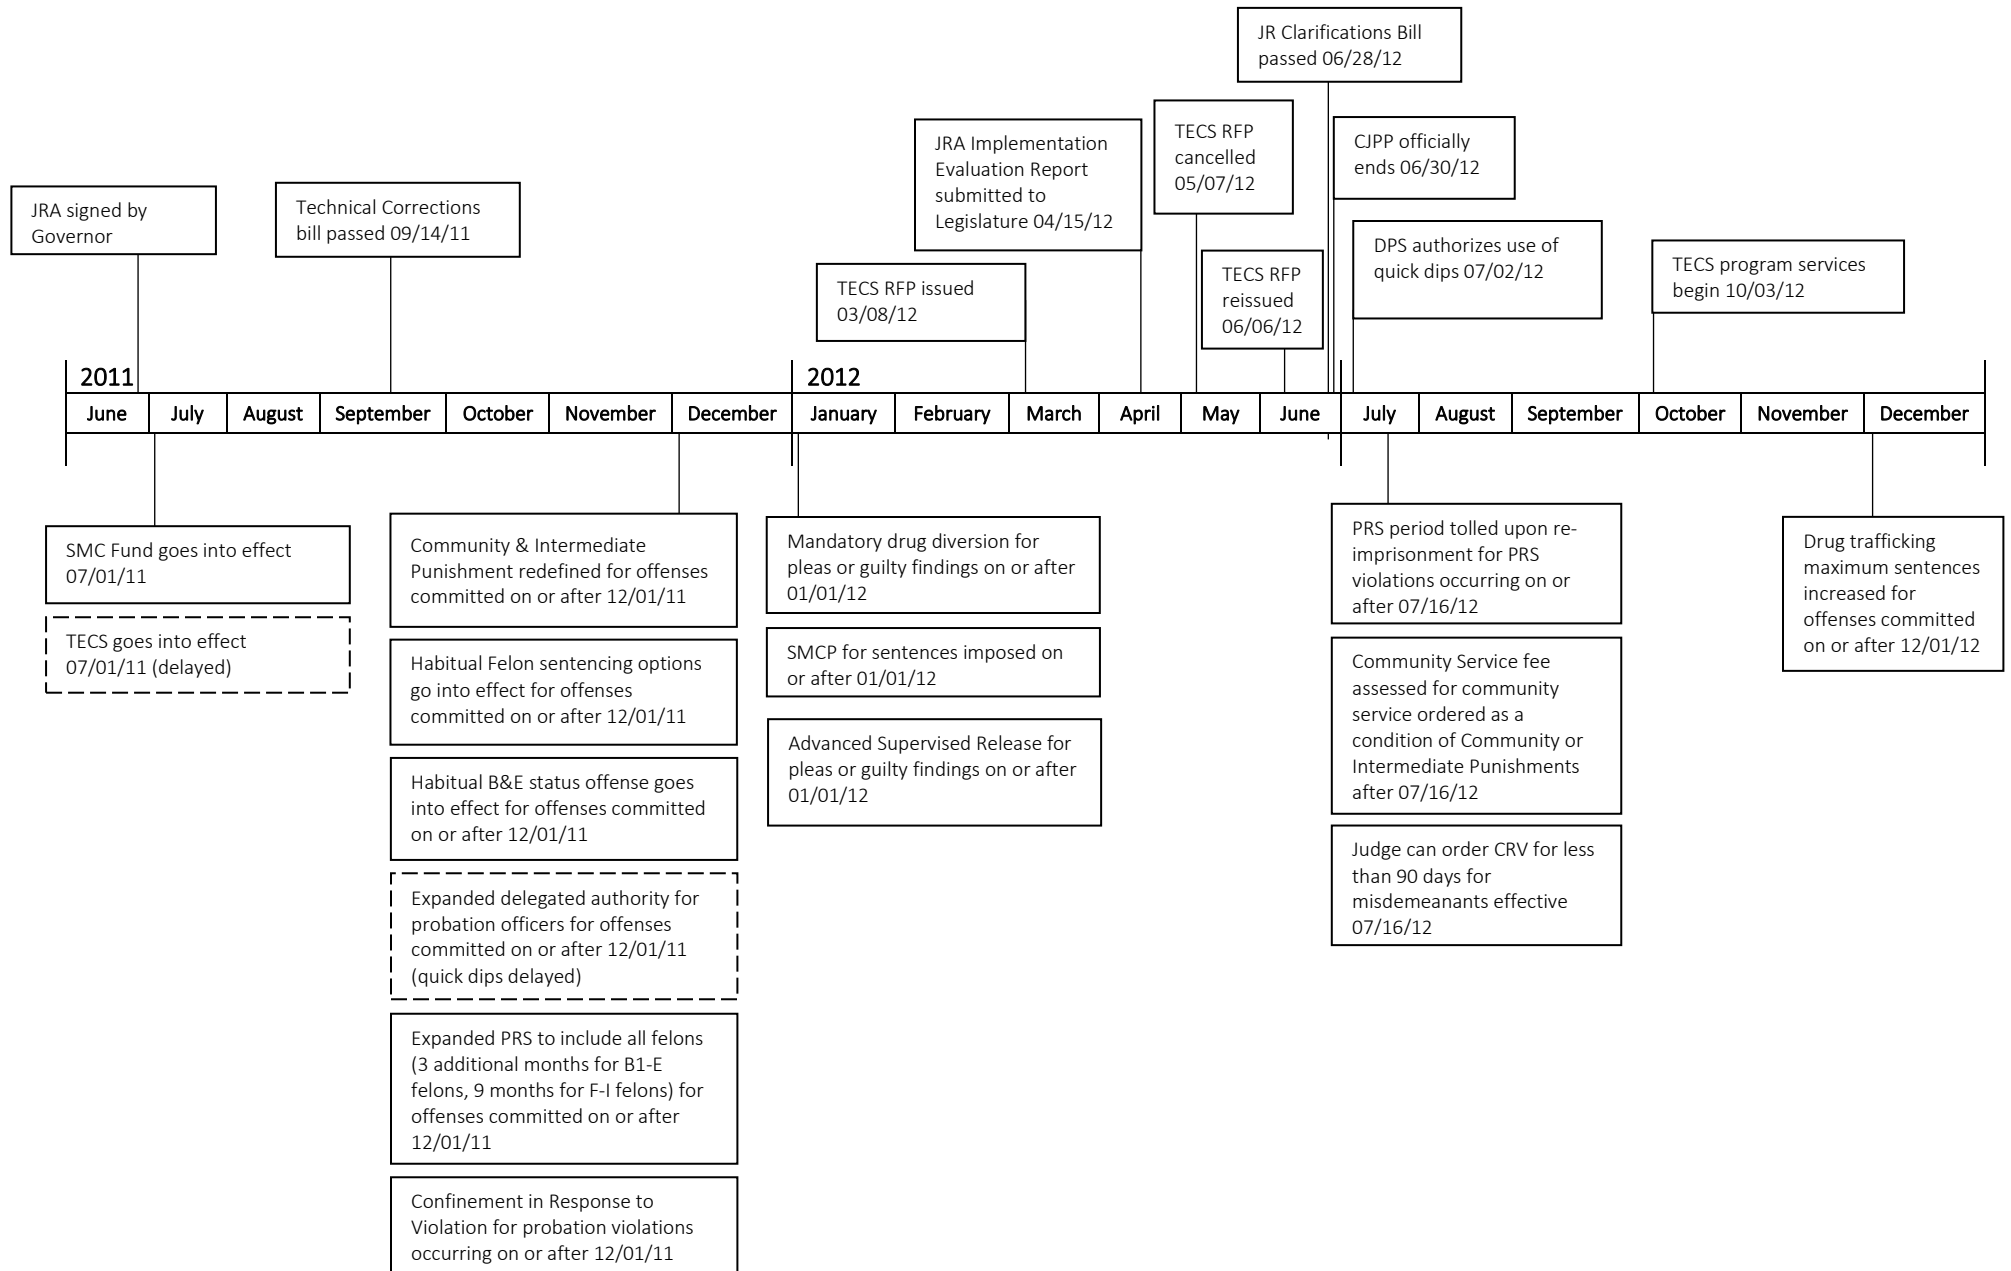 JR Clarifications Bill
passed 06/28/12
JRA Implementation
Evaluation Report
submitted to
Legislature 04/15/12
TECS RFP
cancelled
05/07/12
CJPP officially
ends 06/30/12
JRA signed by
Governor
Technical Corrections
bill passed 09/14/11
TECS RFP issued
03/08/12
TECS RFP
reissued
06/06/12
DPS authorizes use of
quick dips 07/02/12
TECS program services
begin 10/03/12
2011
2012
June July August September October November December January February March April May June July August September October November December
SMC Fund goes into effect
07/01/11
TECS goes into effect
07/01/11 (delayed)
Community & Intermediate
Punishment redefined for offenses
committed on or after 12/01/11
Habitual Felon sentencing options
go into effect for offenses
committed on or after 12/01/11
Habitual B&E status offense goes
into effect for offenses committed
on or after 12/01/11
Expanded delegated authority for
probation officers for offenses
committed on or after 12/01/11
(quick dips delayed)
Expanded PRS to include all felons
(3 additional months for B1-E
felons, 9 months for F-I felons) for
offenses committed on or after
12/01/11
Confinement in Response to
Violation for probation violations
occurring on or after 12/01/11
Mandatory drug diversion for
pleas or guilty findings on or after
01/01/12
SMCP for sentences imposed on
or after 01/01/12
Advanced Supervised Release for
pleas or guilty findings on or after
01/01/12
PRS period tolled upon re-
imprisonment for PRS
violations occurring on or
after 07/16/12
Community Service fee
assessed for community
service ordered as a
condition of Community or
Intermediate Punishments
after 07/16/12
Judge can order CRV for less
than 90 days for
misdemeanants effective
07/16/12
Drug trafficking
maximum sentences
increased for
offenses committed
on or after 12/01/12